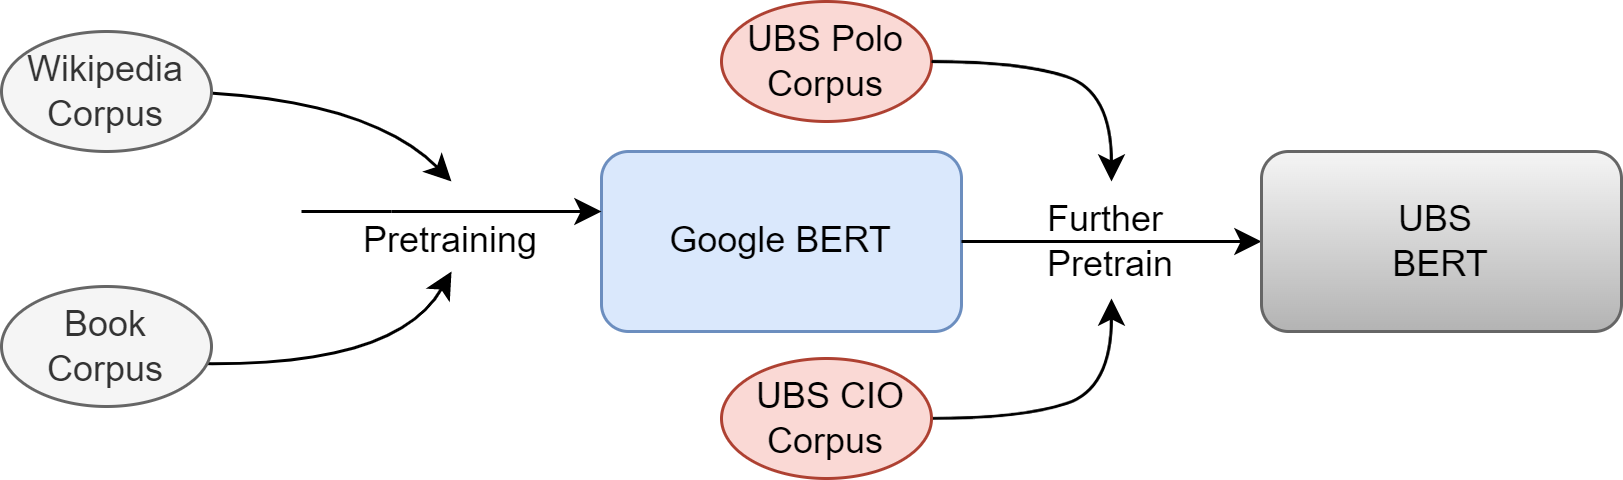 Wikipedia
Corpus
Book
Corpus
Pretraining
Google BERT
UBS Polo
Corpus
UBS CIO
Corpus
Further
Pretrain
UBS
BERT